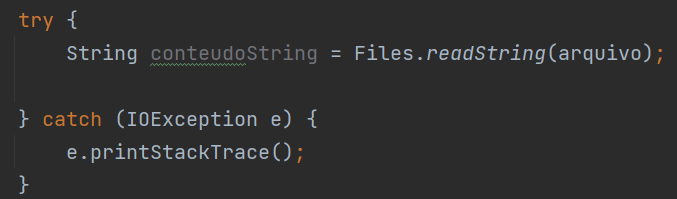 try {
String conteudoString = Files.readString(arquivo);
} catch (IOException e) {
e.printStackTrace();
}